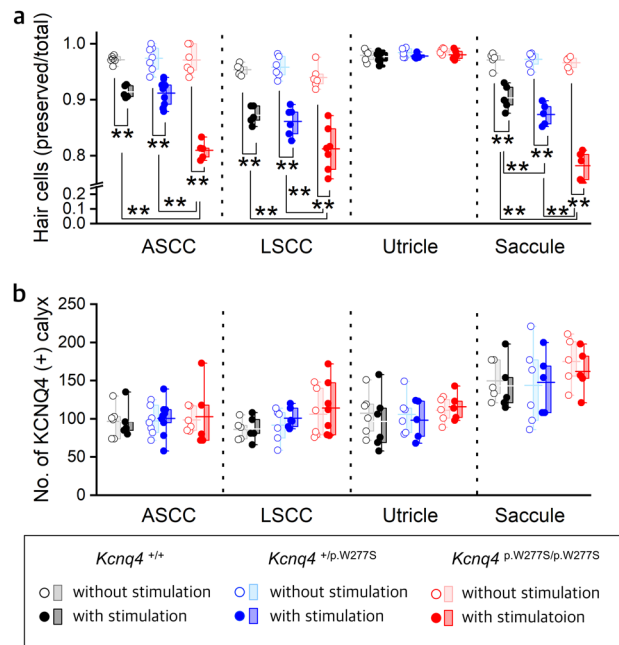 a
Hair cells (preserved/total)
1.0
0.9
0.8
0.2
0.1
0.0
** ** **
** **
** ** **
** **
** ** **
** ** **
ASCC LSCC Utricle Saccule
b
No. of KCNQ4 (+) calyx
250
200
150
100
50
0
ASCC LSCC Utricle Saccule
Kcnq4 +/+ Kcnq4 +/p.W277S Kcnq4 p.W277S/p.W277S
without stimulation without stimulation without stimulation
with stimulation with stimulation with stimulatoion